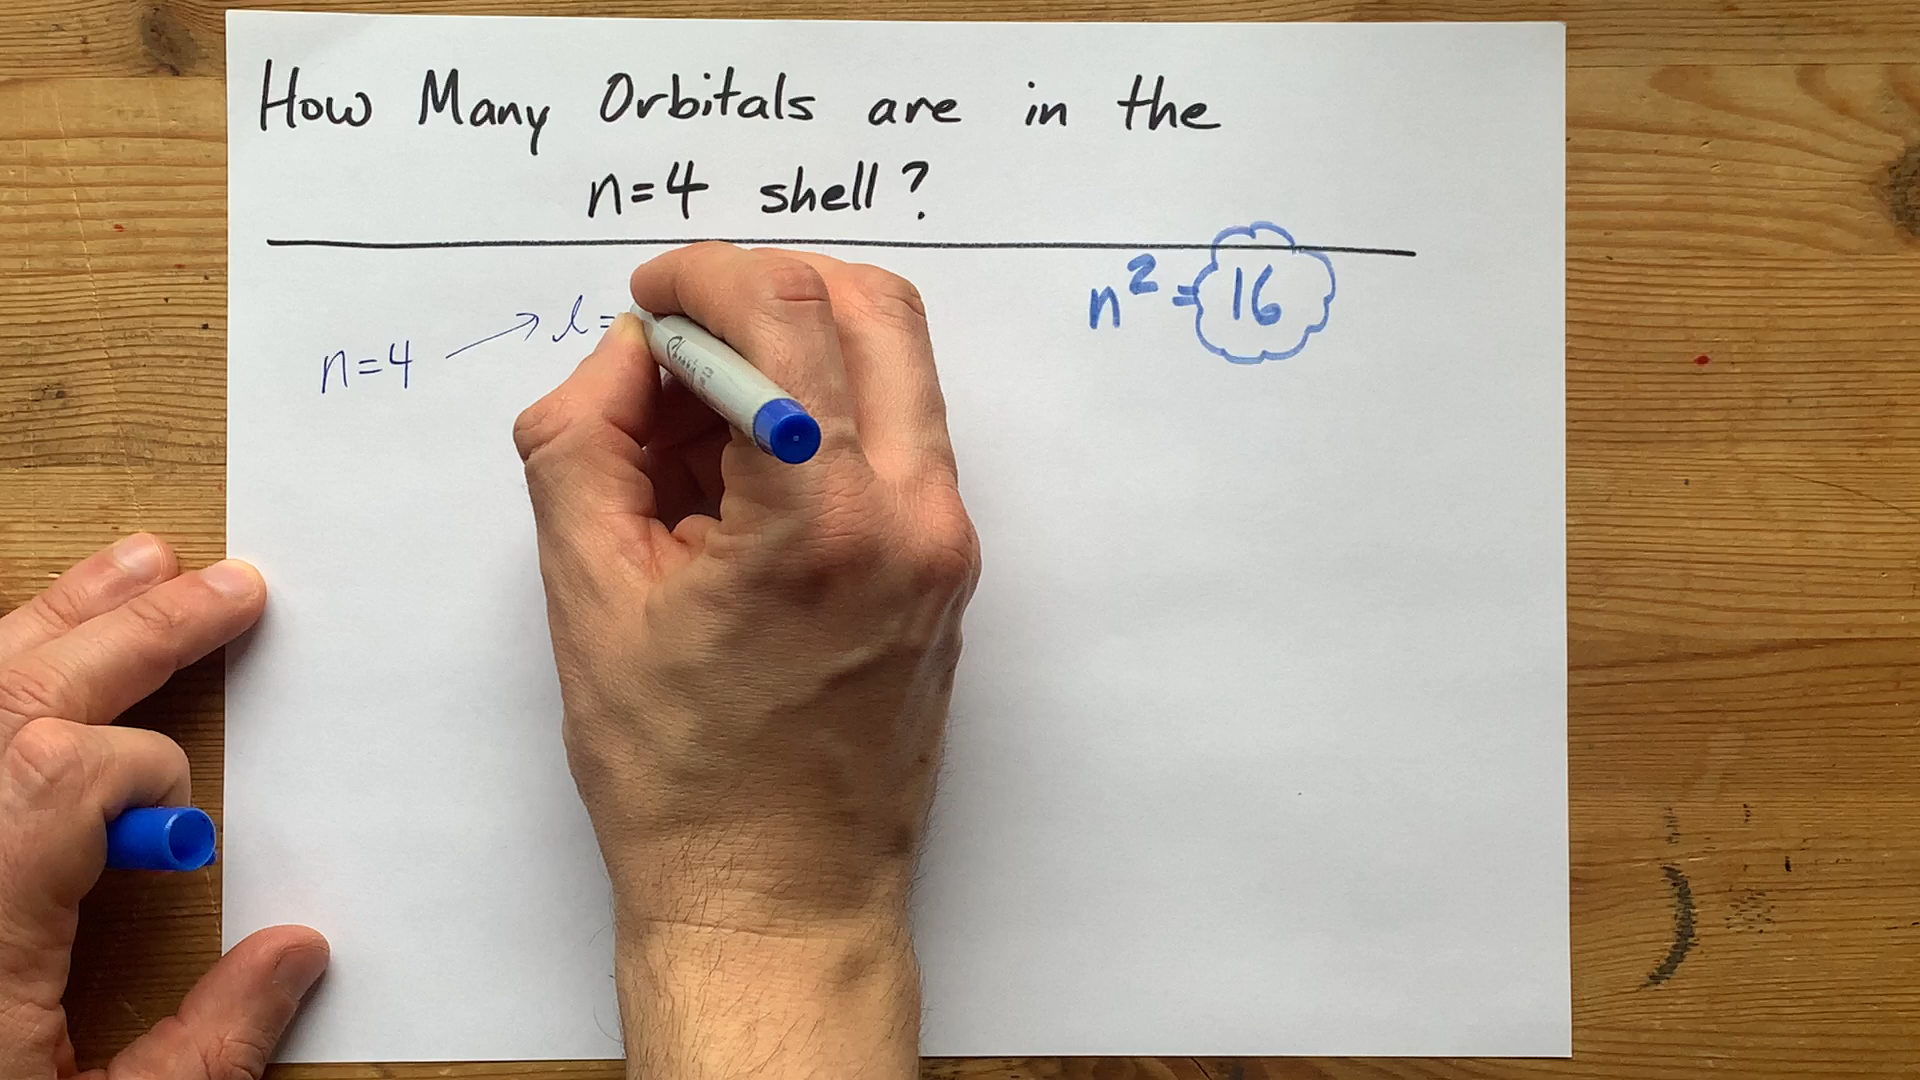 How Many Orbitals are in the
n=4 shell?
n² = 16
n=4 → l =